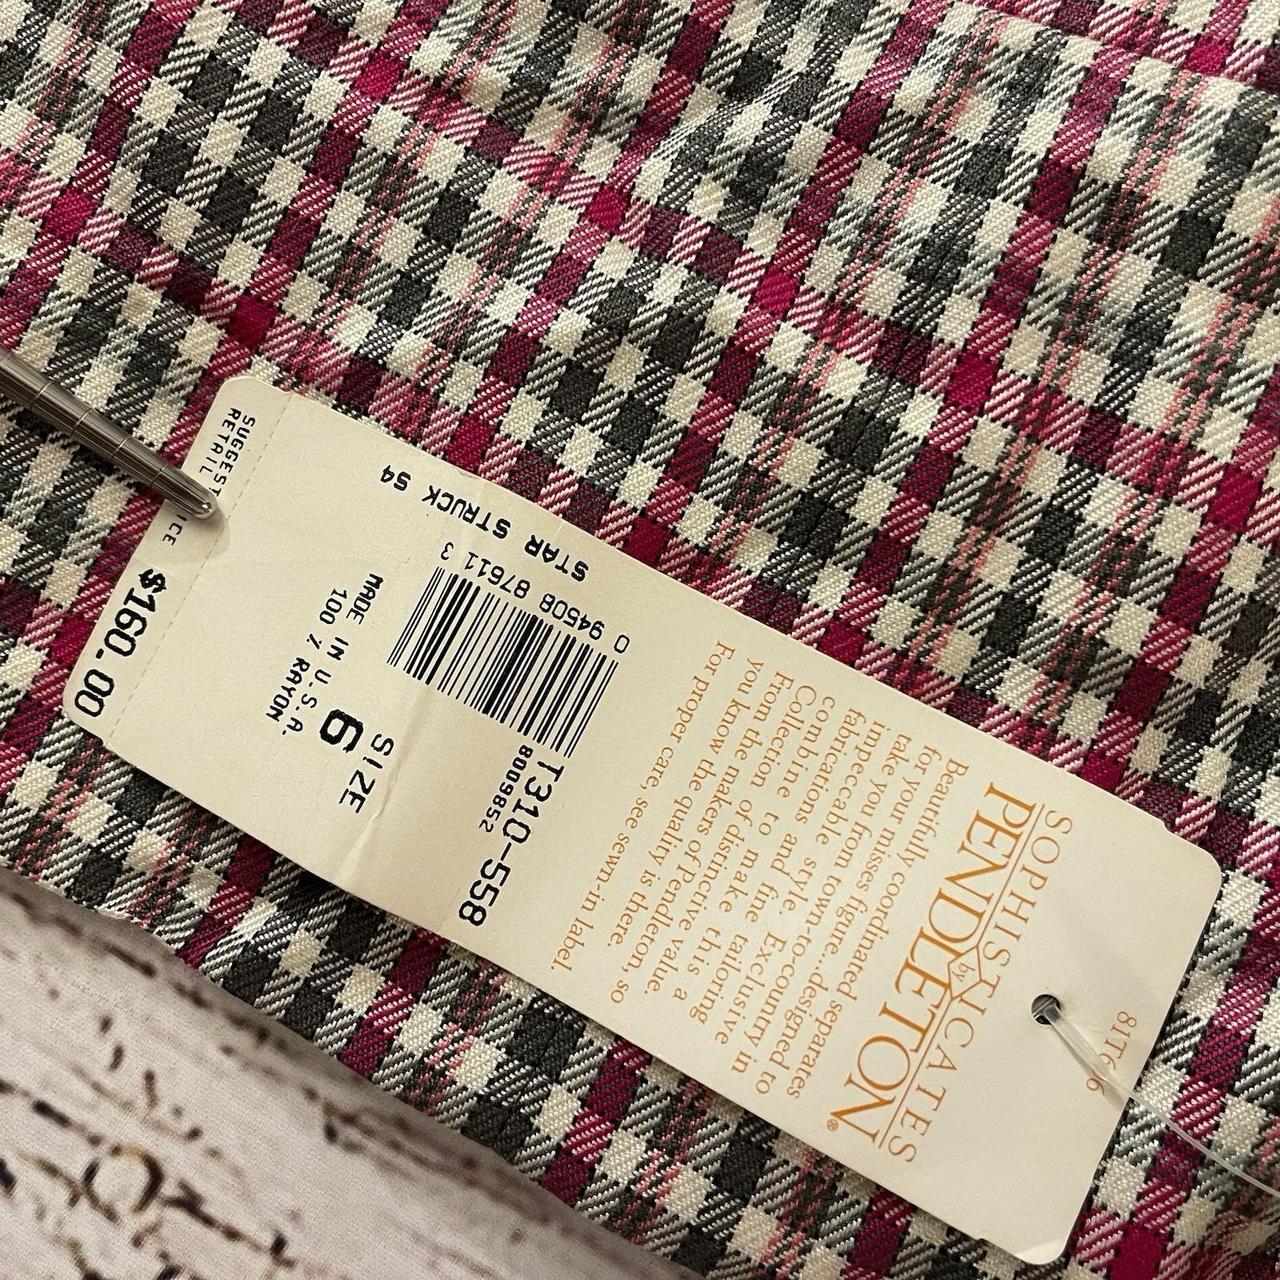 SOPHISTICATES
by
PENDLETON®
Beautifully coordinated separates
for your misses figure...designed to
take you from town-to-country in
impeccable style. Exclusive
fabrications and fine tailoring
combine to make this a
Collection of distinctive value.
From the makers of Pendleton, so
you know the quality is there.
For proper care, see sewn-in label.
T310-558
8009852
0 94508 87611 3
STAR STRUCK S4
SIZE
6
MADE IN U.S.A.
100 % RAYON
RETAIL
$160.00